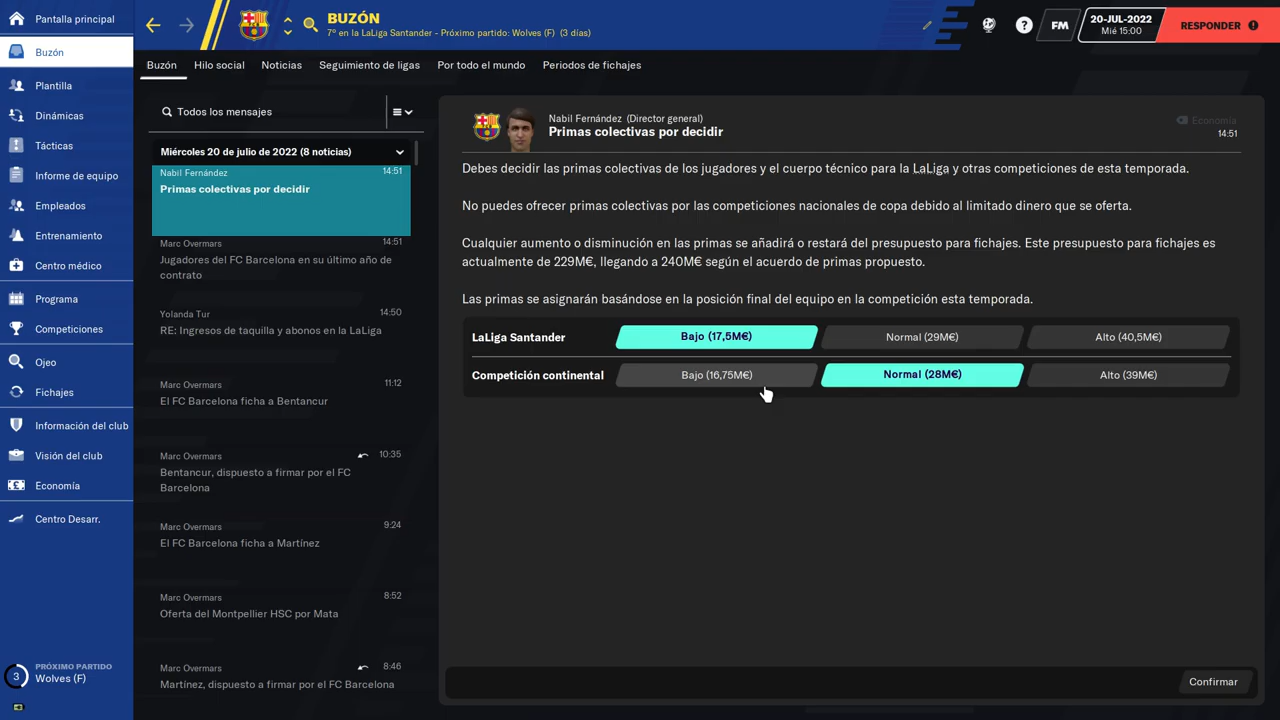 Pantalla principal
Buzón
Plantilla
Dinámicas
Tácticas
Informe de equipo
Empleados
Entrenamiento
Centro médico
Programa
Competiciones
Ojeo
Fichajes
Información del club
Visión del club
Economía
Centro Desarr.
3
PRÓXIMO PARTIDO
Wolves (F)
BUZÓN
7º en la LaLiga Santander - Próximo partido: Wolves (F) (3 días)
?
FM
20-JUL-2022
Mié 15:00
RESPONDER
Buzón
Hilo social
Noticias
Seguimiento de ligas
Por todo el mundo
Periodos de fichajes
Todos los mensajes
Miércoles 20 de julio de 2022 (8 noticias)
Nabil Fernández 14:51
Primas colectivas por decidir
Marc Overmars 14:51
Jugadores del FC Barcelona en su último año de
contrato
Yolanda Tur 14:50
RE: Ingresos de taquilla y abonos en la LaLiga
Marc Overmars 11:12
El FC Barcelona ficha a Bentancur
Marc Overmars 10:35
Bentancur, dispuesto a firmar por el FC
Barcelona
Marc Overmars 9:24
El FC Barcelona ficha a Martínez
Marc Overmars 8:52
Oferta del Montpellier HSC por Mata
Marc Overmars 8:46
Martínez, dispuesto a firmar por el FC Barcelona
Nabil Fernández (Director general)
Primas colectivas por decidir
Economía
14:51
Debes decidir las primas colectivas de los jugadores y el cuerpo técnico para la LaLiga y otras competiciones de esta temporada.
No puedes ofrecer primas colectivas por las competiciones nacionales de copa debido al limitado dinero que se oferta.
Cualquier aumento o disminución en las primas se añadirá o restará del presupuesto para fichajes. Este presupuesto para fichajes es
actualmente de 229M€, llegando a 240M€ según el acuerdo de primas propuesto.
Las primas se asignarán basándose en la posición final del equipo en la competición esta temporada.
LaLiga Santander Bajo (17,5M€) Normal (29M€) Alto (40,5M€)
Competición continental Bajo (16,75M€) Normal (28M€) Alto (39M€)
Confirmar